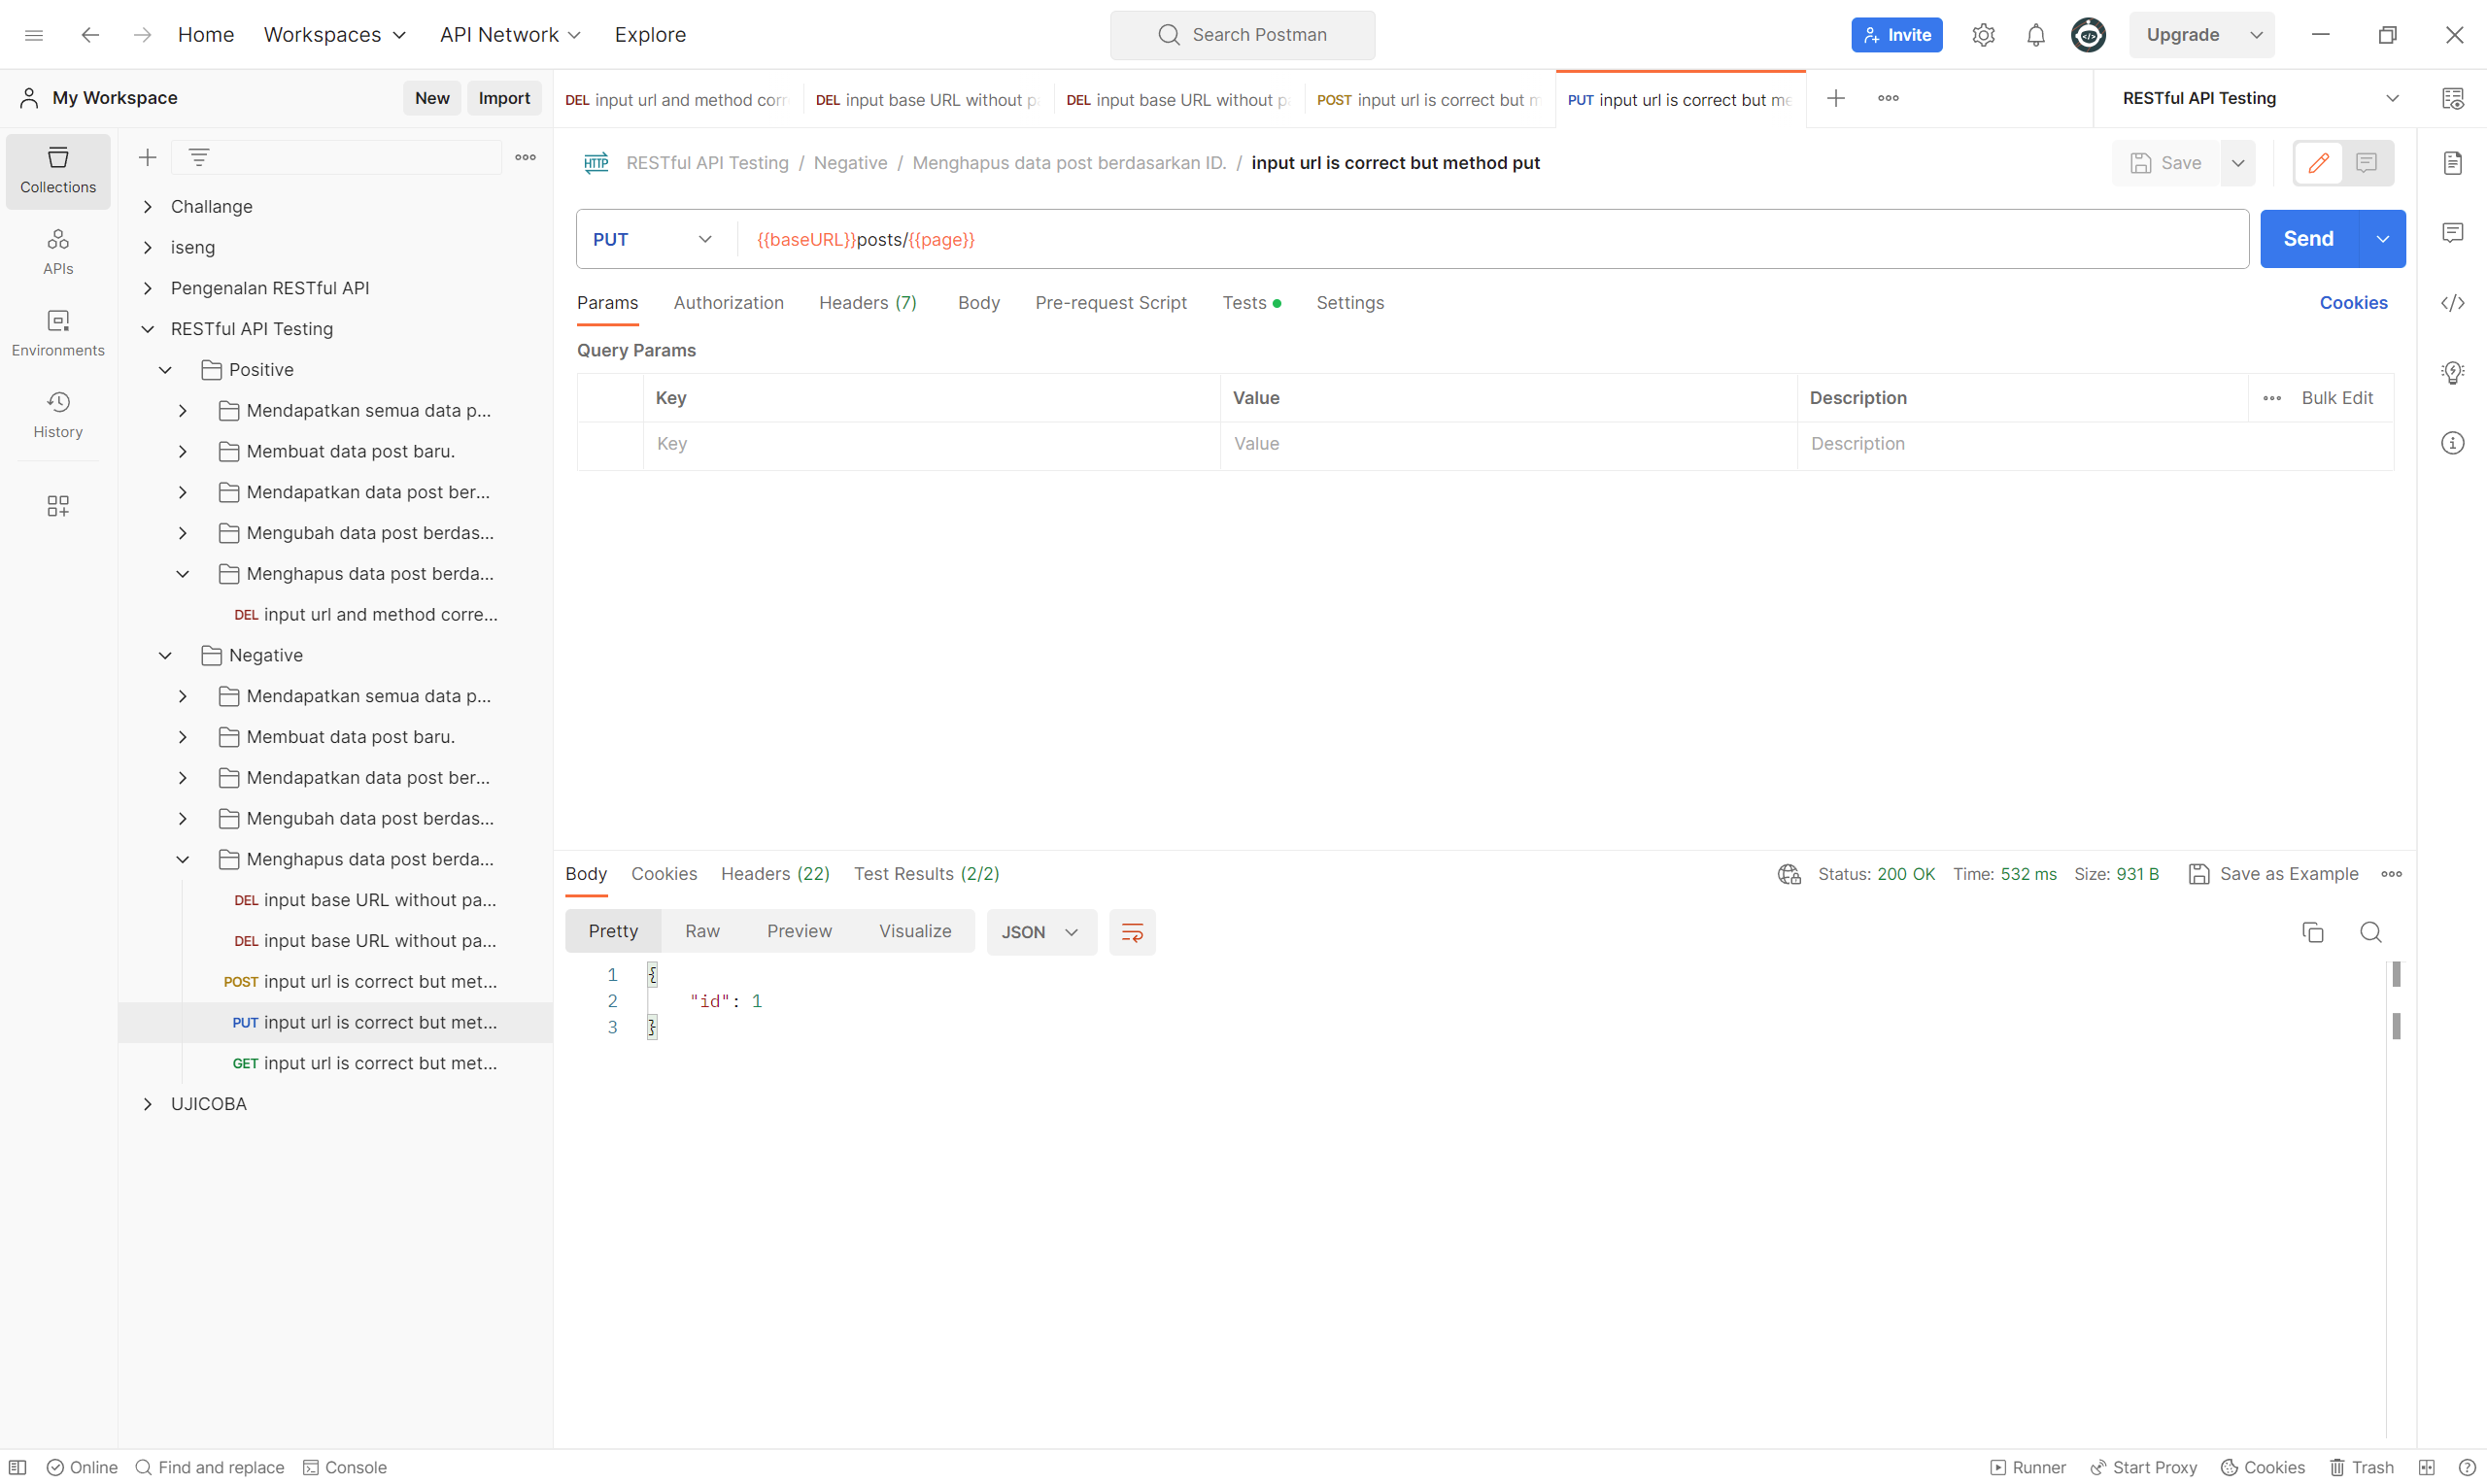 Home Workspaces API Network Explore Search Postman Invite Upgrade
My Workspace New Import
DEL input url and method corr DEL input base URL without p DEL input base URL without p POST input url is correct but m PUT input url is correct but me RESTful API Testing
Collections
APIs
Environments
History
Challange
iseng
Pengenalan RESTful API
RESTful API Testing
Positive
Mendapatkan semua data p...
Membuat data post baru.
Mendapatkan data post ber...
Mengubah data post berdas...
Menghapus data post berda...
DEL input url and method corre...
Negative
Mendapatkan semua data p...
Membuat data post baru.
Mendapatkan data post ber...
Mengubah data post berdas...
Menghapus data post berda...
DEL input base URL without pa...
DEL input base URL without pa...
POST input url is correct but met...
PUT input url is correct but met...
GET input url is correct but met...
UJICOBA
HTTP RESTful API Testing / Negative / Menghapus data post berdasarkan ID. / input url is correct but method put Save
PUT {{baseURL}}posts/{{page}} Send
Params Authorization Headers (7) Body Pre-request Script Tests Settings Cookies
Query Params
Key Value Description Bulk Edit
Key Value Description
Body Cookies Headers (22) Test Results (2/2) Status: 200 OK Time: 532 ms Size: 931 B Save as Example
Pretty Raw Preview Visualize JSON
1 {
2 "id": 1
3 }
Online Find and replace Console Runner Start Proxy Cookies Trash